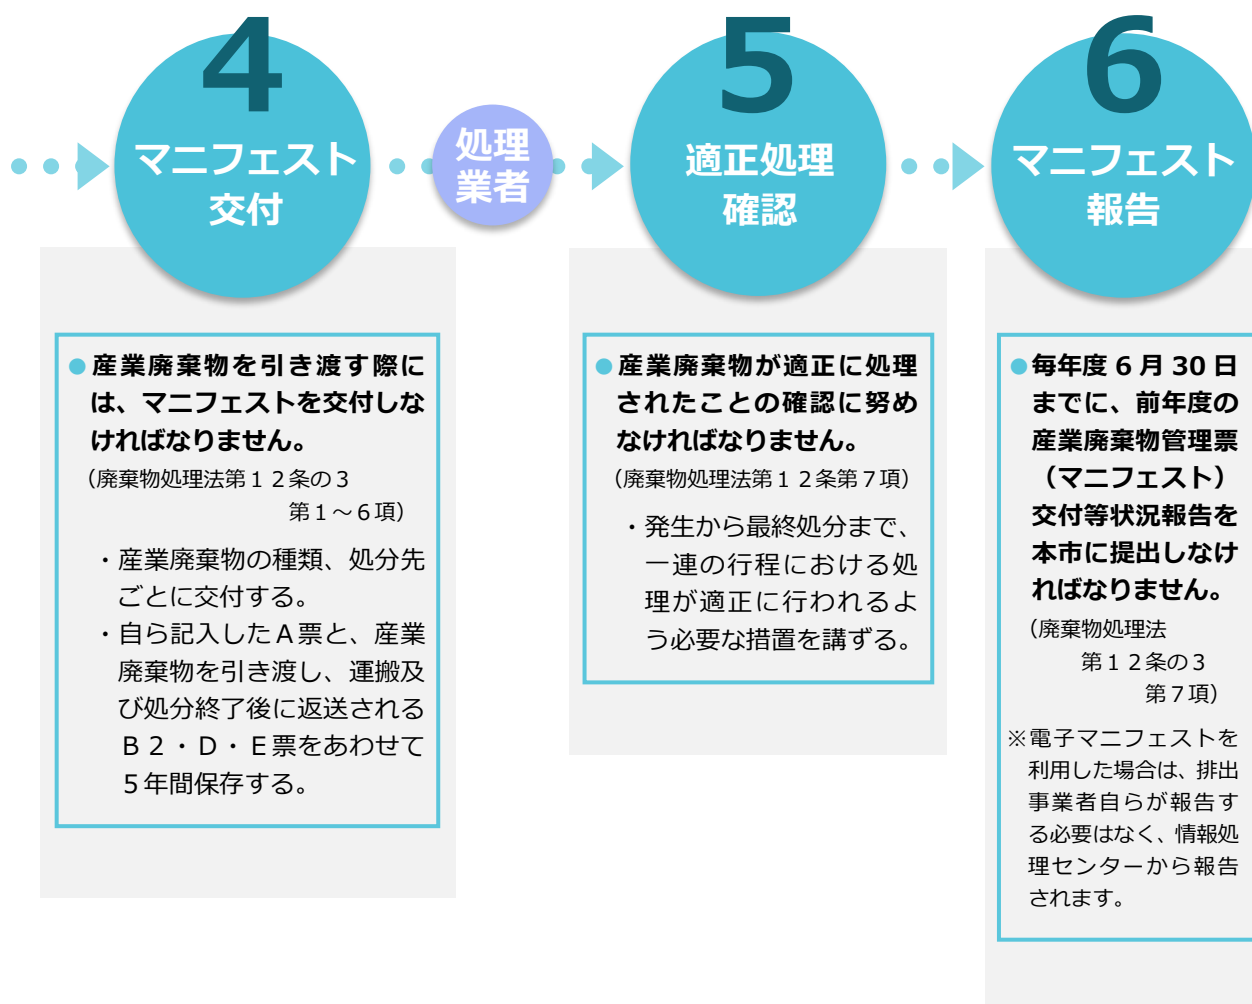 4
マニフェスト
交付
処理
業者
5
適正処理
確認
6
マニフェスト
報告
●産業廃棄物を引き渡す際に
は、マニフェストを交付しな
ければなりません。
（廃棄物処理法第１２条の３
第１～６項）
・産業廃棄物の種類、処分先
ごとに交付する。
・自ら記入したＡ票と、産業
廃棄物を引き渡し、運搬及
び処分終了後に返送される
Ｂ２・Ｄ・Ｅ票をあわせて
５年間保存する。
●産業廃棄物が適正に処理
されたことの確認に努め
なければなりません。
（廃棄物処理法第１２条第７項）
・発生から最終処分まで、
一連の行程における処
理が適正に行われるよ
う必要な措置を講ずる。
●毎年度 6 月 30 日
までに、前年度の
産業廃棄物管理票
（マニフェスト）
交付等状況報告を
本市に提出しなけ
ればなりません。
（廃棄物処理法
第１２条の３
第７項）
※電子マニフェストを
利用した場合は、排出
事業者自らが報告す
る必要はなく、情報処
理センターから報告
されます。